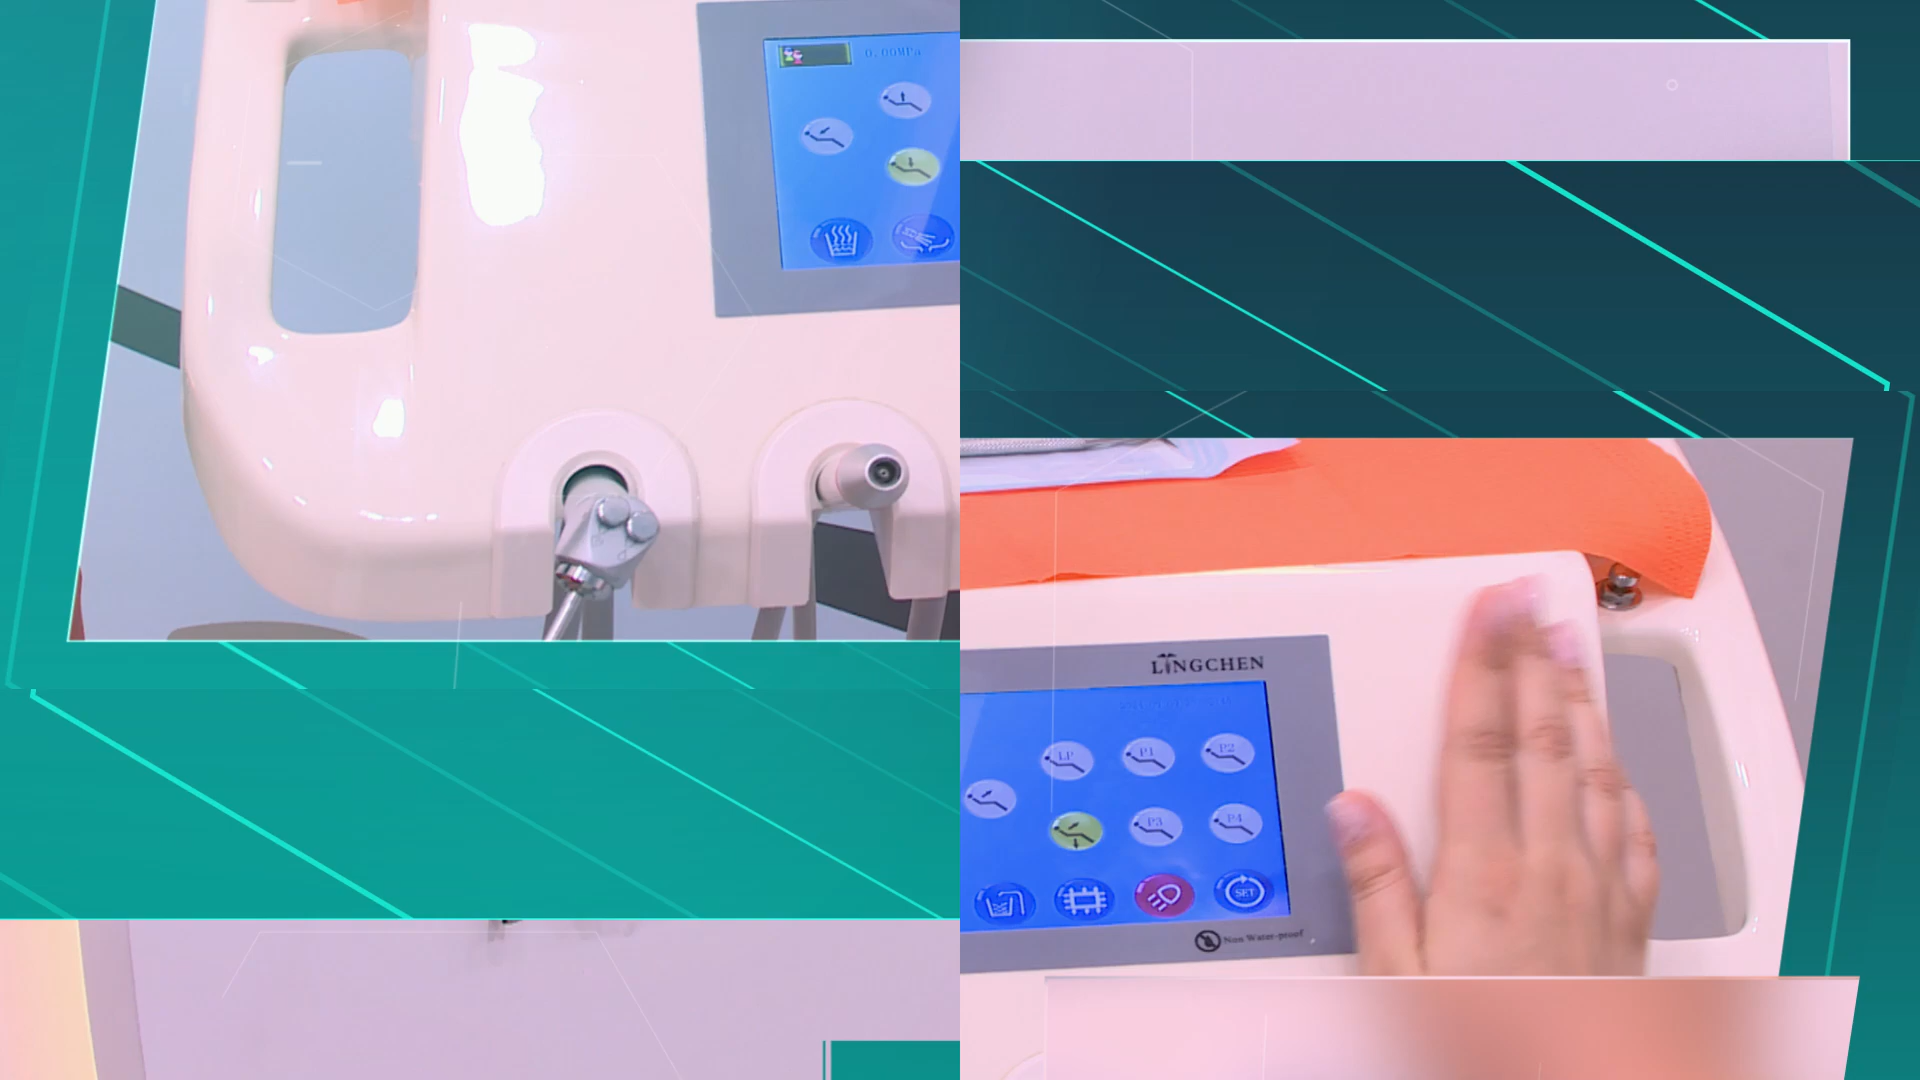 0.00MPa
LINGCHEN
LP
P1
P2
P3
P4
SET
Non Water-proof